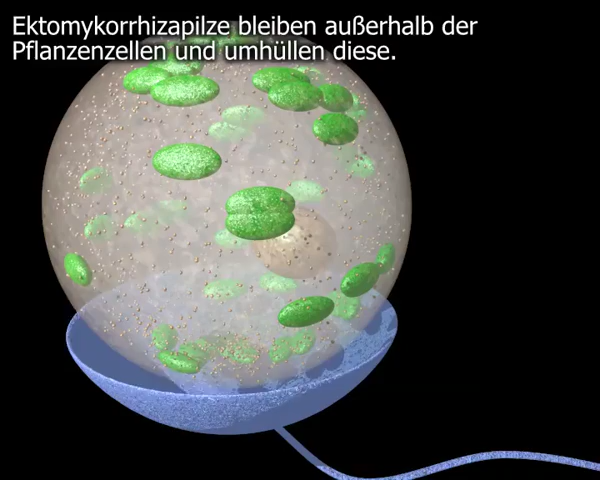 Ektomykorrhizapilze bleiben außerhalb der
Pflanzenzellen und umhüllen diese.